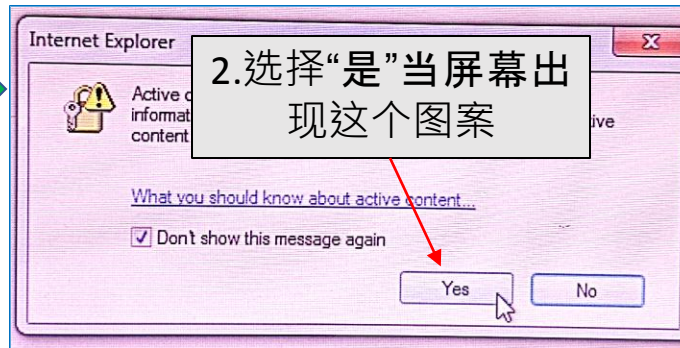 Internet Explorer
2.选择“是”当屏幕出
现这个图案
Active
informat
content
ive
What you should know about active content...
Don't show this message again
Yes
No